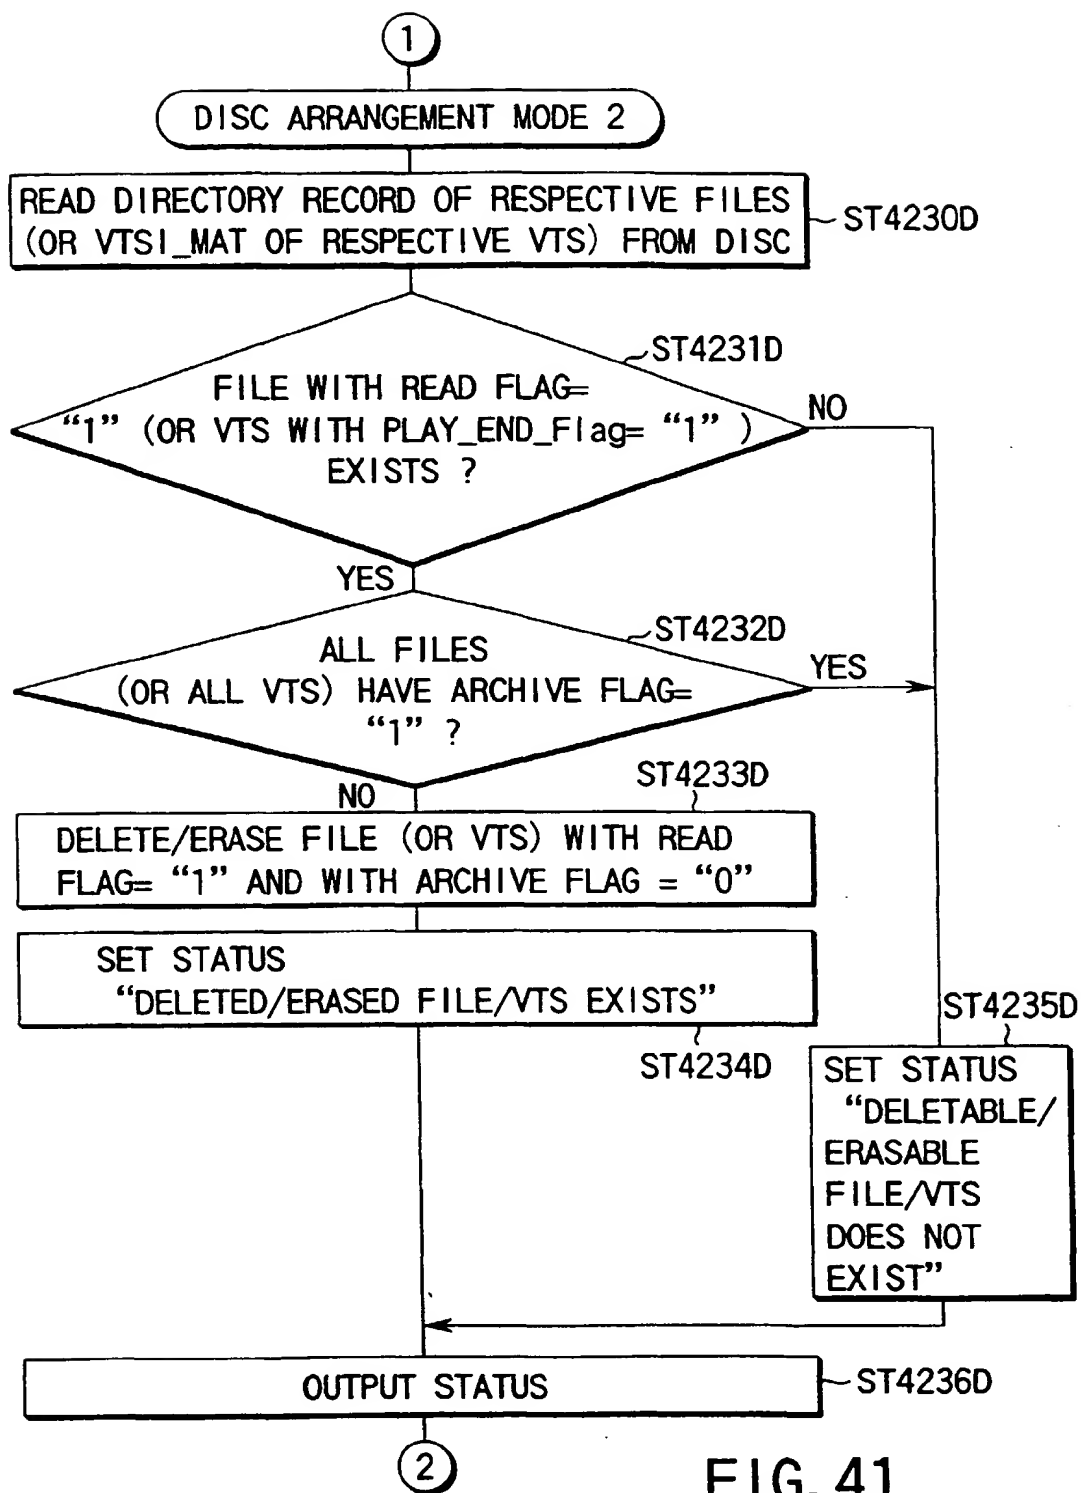 1
DISC ARRANGEMENT MODE 2
READ DIRECTORY RECORD OF RESPECTIVE FILES
(OR VTSI_MAT OF RESPECTIVE VTS) FROM DISC
ST4230D
ST4231D
FILE WITH READ FLAG=
“1” (OR VTS WITH PLAY_END_Flag= “1” )
EXISTS ?
NO
YES
ST4232D
ALL FILES
(OR ALL VTS) HAVE ARCHIVE FLAG=
“1” ?
YES
NO
ST4233D
DELETE/ERASE FILE (OR VTS) WITH READ
FLAG= “1” AND WITH ARCHIVE FLAG = “0”
SET STATUS
“DELETED/ERASED FILE/VTS EXISTS”
ST4234D
ST4235D
SET STATUS
“DELETABLE/
ERASABLE
FILE/VTS
DOES NOT
EXIST”
OUTPUT STATUS
ST4236D
2
FIG. 41